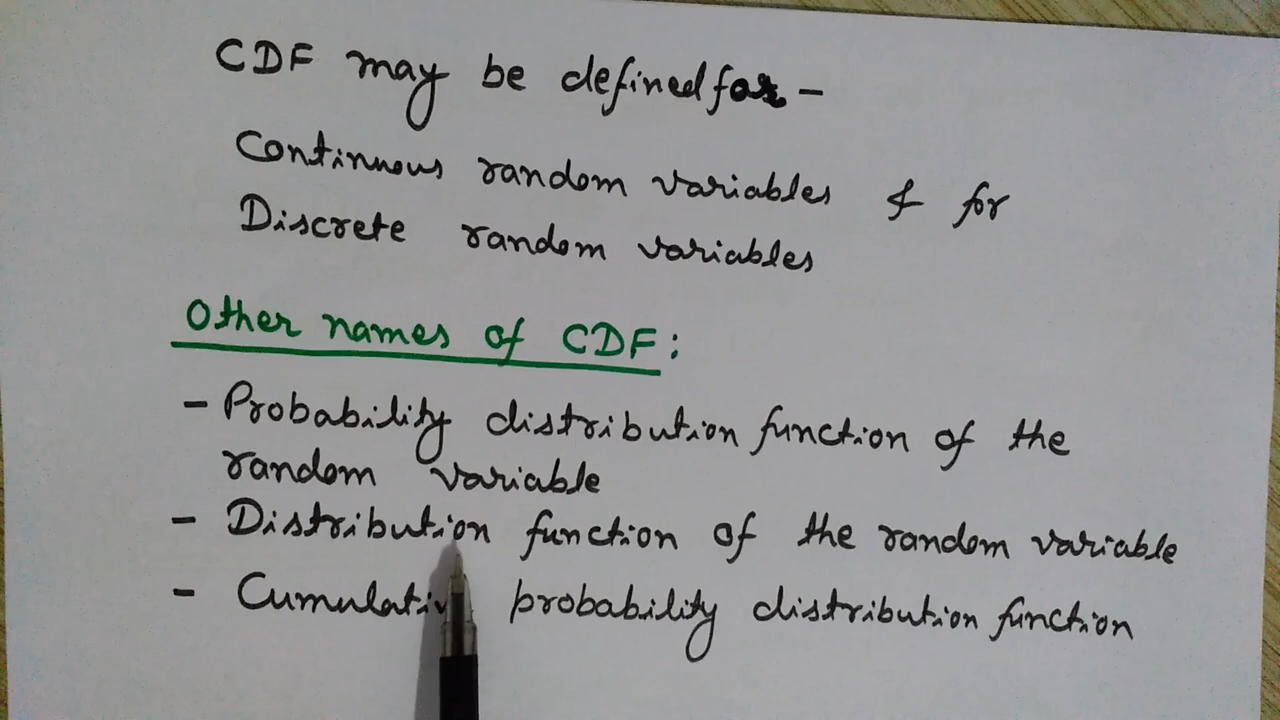 CDF may be defined for -
Continuous random variables & for
Discrete random variables
Other names of CDF:
- Probability distribution function of the
random variable
- Distribution function of the random variable
- Cumulativ probability distribution function